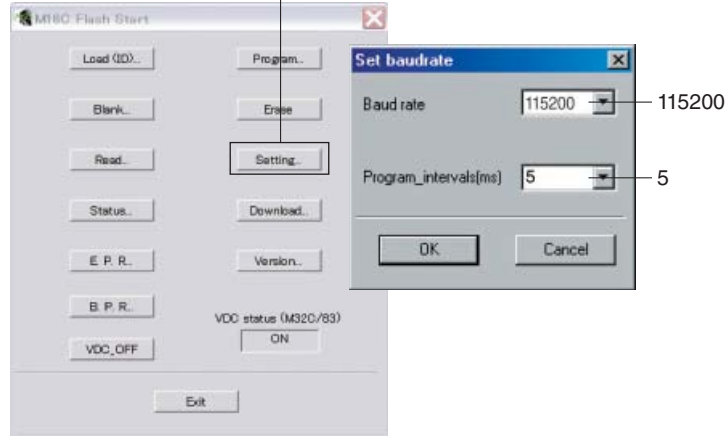 M16C Flash Start
Load (ID)...
Program...
Blank...
Erase
Read...
Setting...
Status...
Download...
E. P. R...
Version...
B. P. R...
VDC status (M32C/83)
ON
VDC_OFF
Exit
Set baudrate
Baud rate
115200
115200
Program_intervals(ms)
5
5
OK
Cancel